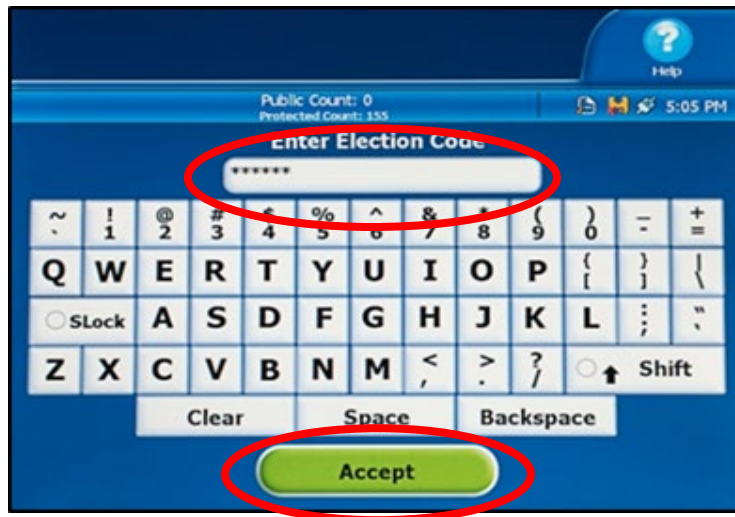 Help
Public Count: 0
Protected Count: 155
5:05 PM
Enter Election Code
******
~ ! @ # $ % ^ & * ( ) _ +
` 1 2 3 4 5 6 7 8 9 0 - =
Q W E R T Y U I O P { } |
[ ] \
SLock A S D F G H J K L : "
; '
Z X C V B N M < > ? Shift
, . /
Clear Space Backspace
Accept